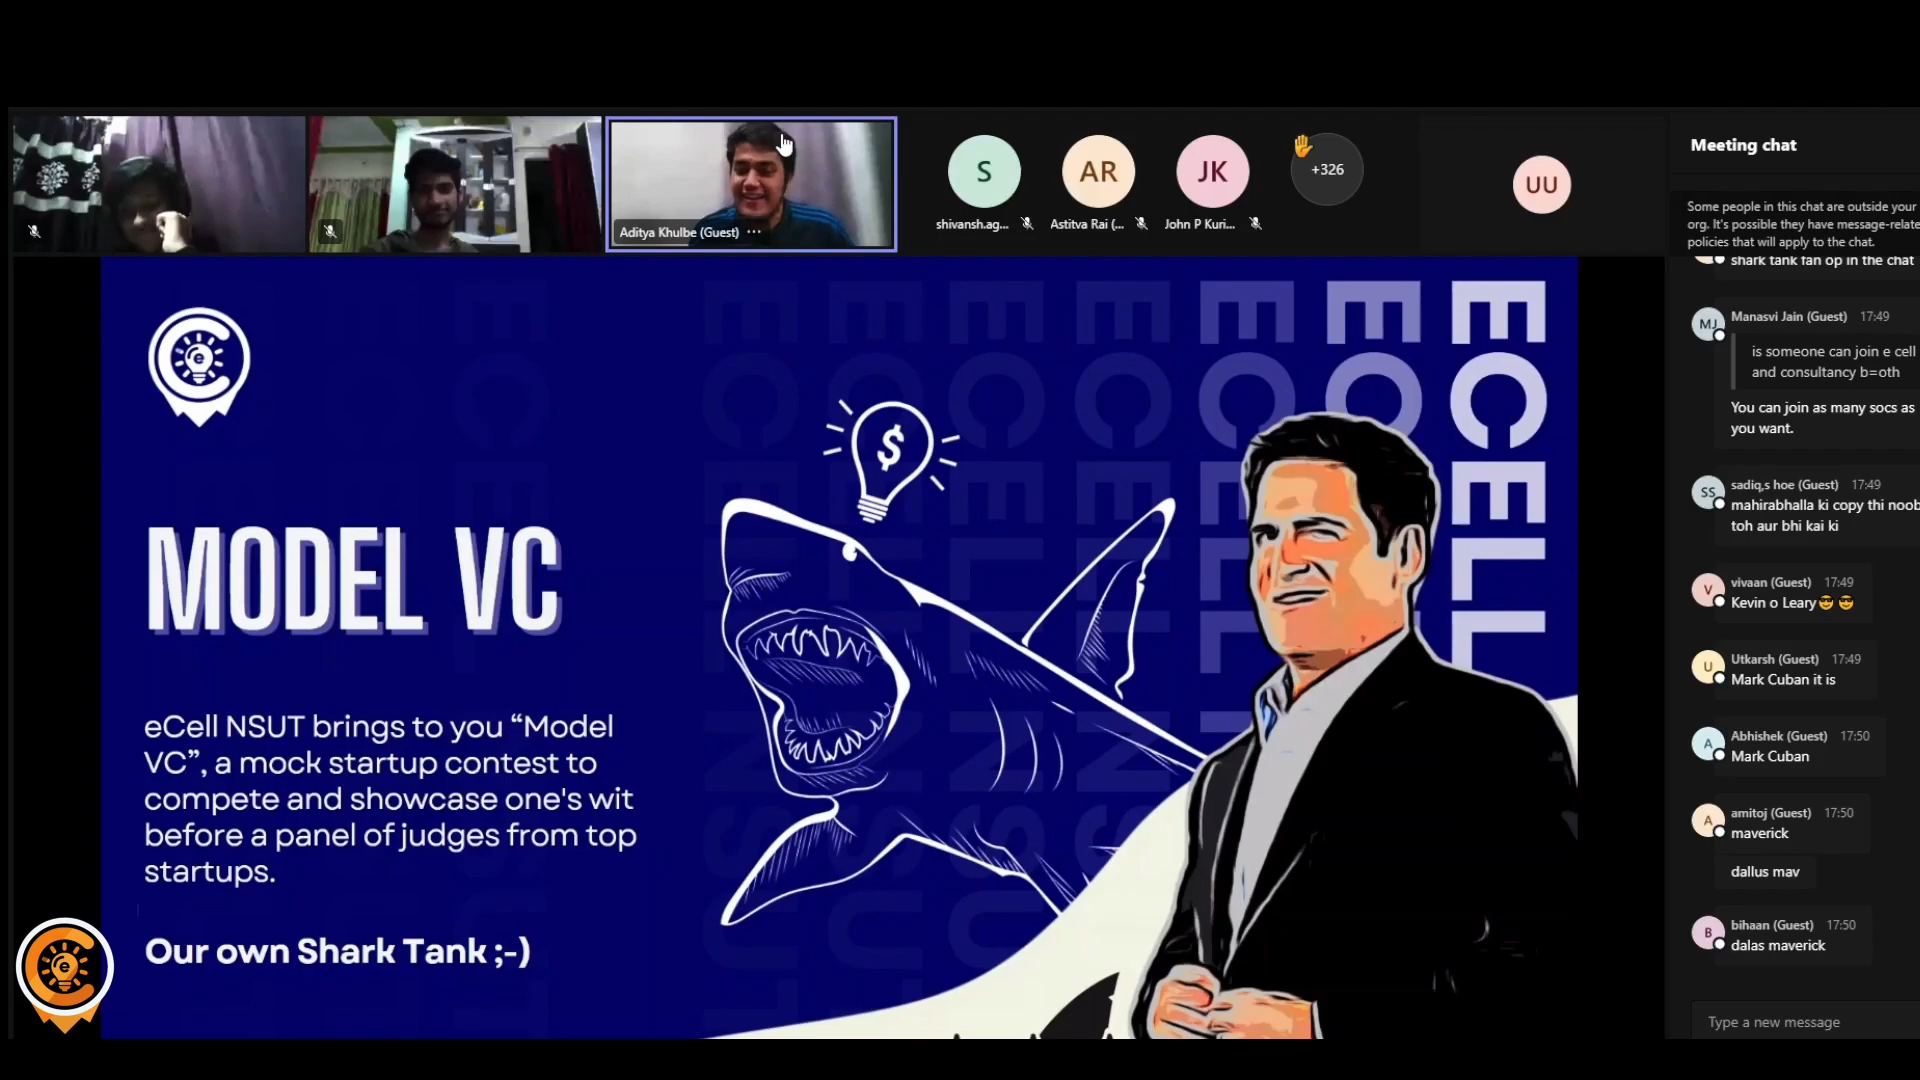 Aditya Khulbe (Guest) ...
S
AR
JK
+326
UU
shivansh.ag...
Astitva Rai (...
John P Kuri...
Meeting chat
Some people in this chat are outside your
org. It's possible they have message-relate
policies that will apply to the chat.
shark tank fan op in the chat
MJ
Manasvi Jain (Guest) 17:49
is someone can join e cell
and consultancy b=oth
You can join as many socs as
you want.
SS
sadiq,s hoe (Guest) 17:49
mahirabhalla ki copy thi noob
toh aur bhi kai ki
V
vivaan (Guest) 17:49
Kevin o Leary😎😎
U
Utkarsh (Guest) 17:49
Mark Cuban it is
A
Abhishek (Guest) 17:50
Mark Cuban
A
amitoj (Guest) 17:50
maverick
dallus mav
B
bihaan (Guest) 17:50
dalas maverick
Type a new message
e
$
MODEL VC
eCell NSUT brings to you “Model
VC”, a mock startup contest to
compete and showcase one's wit
before a panel of judges from top
startups.
Our own Shark Tank ;-)
ECELL
ECELL
ECELL
e